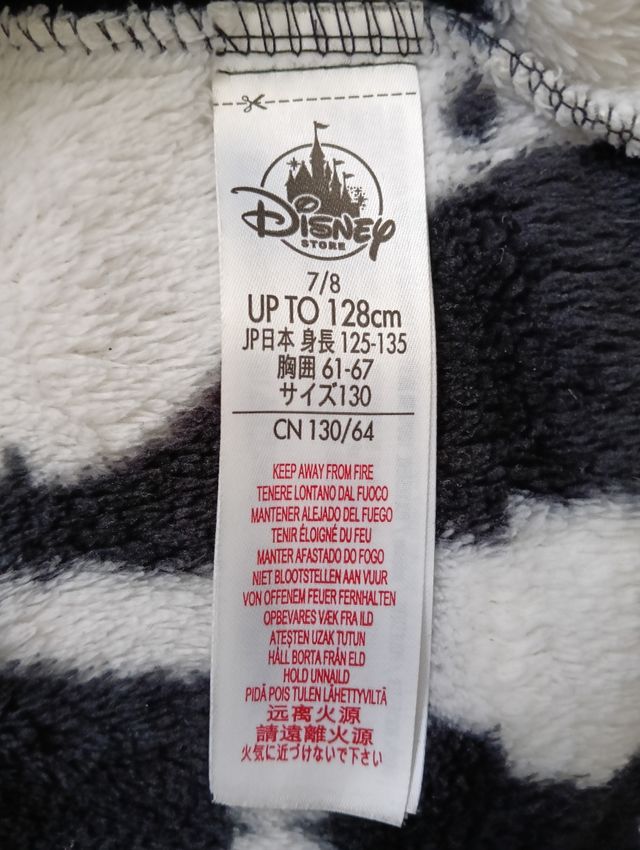 DISNEY
STORE
7/8
UP TO 128cm
JP日本 身長 125-135
胸囲 61-67
サイズ130
CN 130/64
KEEP AWAY FROM FIRE
TENERE LONTANO DAL FUOCO
MANTENER ALEJADO DEL FUEGO
TENIR ÉLOIGNÉ DU FEU
MANTER AFASTADO DO FOGO
NIET BLOOTSTELLEN AAN VUUR
VON OFFENEM FEUER FERNHALTEN
OPBEVARES VÆK FRA ILD
ATEŞTEN UZAK TUTUN
HÅLL BORTA FRÅN ELD
HOLD UNNAILD
PIDÄ POIS TULEN LÄHETTYVILTÄ
远离火源
請遠離火源
火気に近づけないで下さい